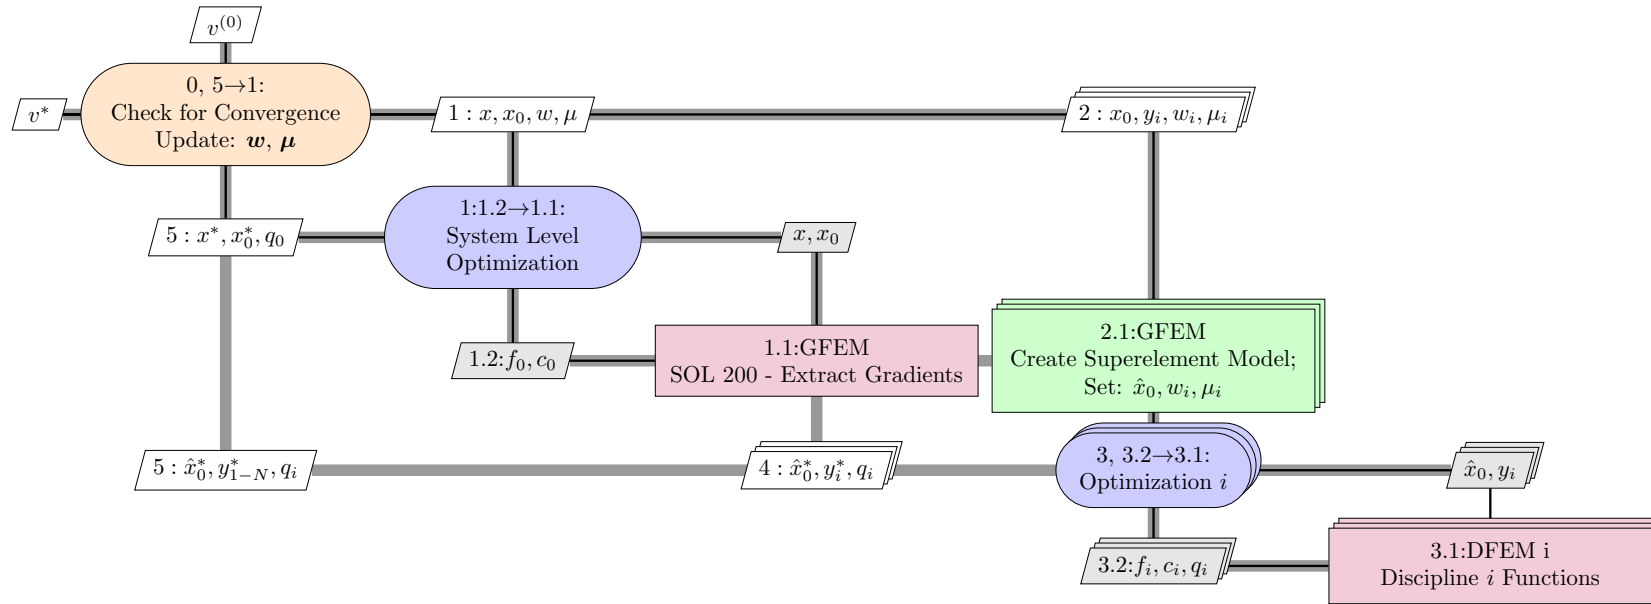 v^{(0)}
0, 5→1:
Check for Convergence
Update: w, μ
v*
1 : x, x_0, w, μ
2 : x_0, y_i, w_i, μ_i
5 : x*, x_0^*, q_0
1:1.2→1.1:
System Level
Optimization
x, x_0
1.2:f_0, c_0
1.1:GFEM
SOL 200 - Extract Gradients
2.1:GFEM
Create Superelement Model;
Set: x̂_0, w_i, μ_i
5 : x̂_0^*, y_{1−N}^*, q_i
4 : x̂_0^*, y_i^*, q_i
3, 3.2→3.1:
Optimization i
x̂_0, y_i
3.2:f_i, c_i, q_i
3.1:DFEM i
Discipline i Functions